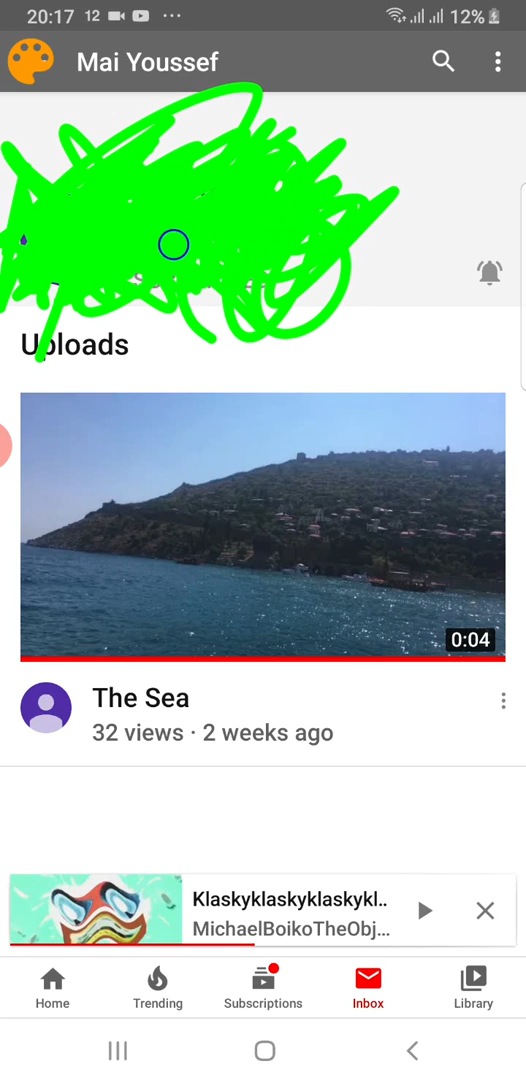 20:17 12 12%
Mai Youssef
Uploads
0:04
The Sea
32 views · 2 weeks ago
Klaskyklaskyklaskykl..
MichaelBoikoTheObj...
Home Trending Subscriptions Inbox Library